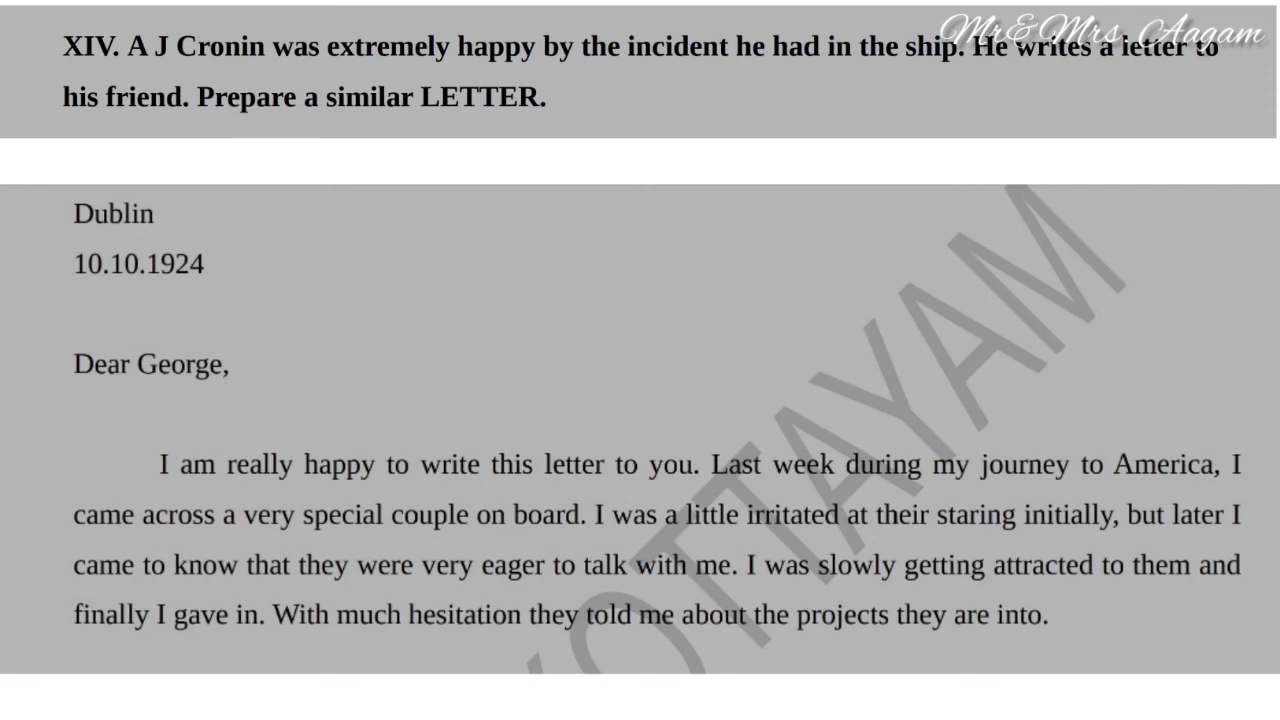 Mr&Mrs Aagam
XIV. A J Cronin was extremely happy by the incident he had in the ship. He writes a letter to
his friend. Prepare a similar LETTER.
Dublin
10.10.1924
Dear George,
I am really happy to write this letter to you. Last week during my journey to America, I
came across a very special couple on board. I was a little irritated at their staring initially, but later I
came to know that they were very eager to talk with me. I was slowly getting attracted to them and
finally I gave in. With much hesitation they told me about the projects they are into.
OTTAYAM